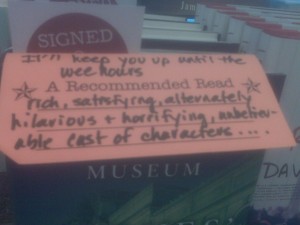 SIGNED
It'll keep you up until the
wee hours
A Recommended Read
rich, satisfying, alternately
hilarious + horrifying, unbeliev-
able cast of characters . . .
MUSEUM
DAV